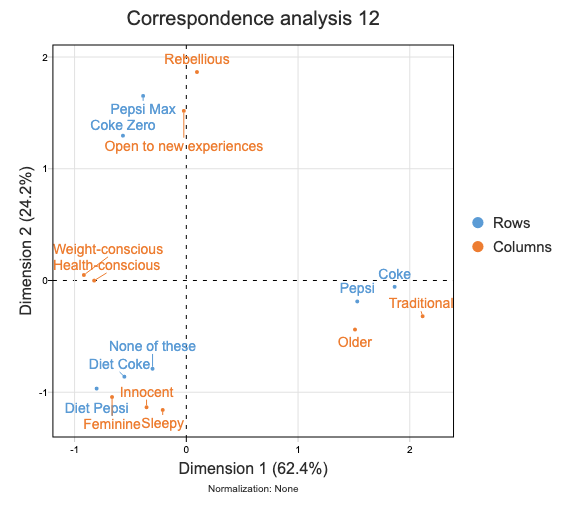 Correspondence analysis 12
2
Rebellious
Pepsi Max
Coke Zero
Open to new experiences
1
Weight-conscious
Health-conscious
0
Coke
Pepsi
Traditional
Older
None of these
Diet Coke
Innocent
-1
Diet Pepsi
Feminine
Sleepy
-1 0 1 2
Dimension 1 (62.4%)
Dimension 2 (24.2%)
Normalization: None
Rows
Columns